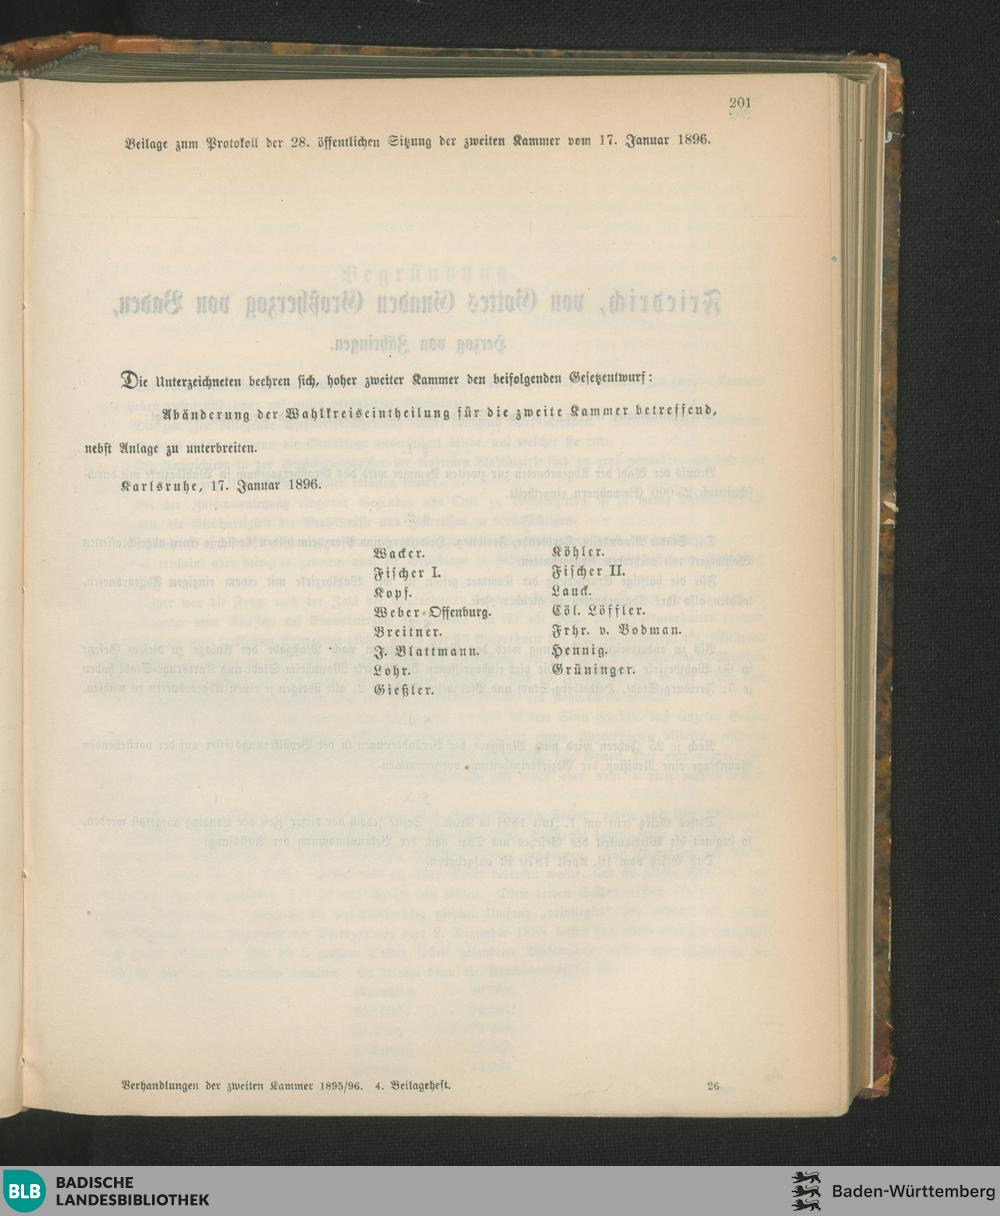 201
Beilage zum Protokoll der 28. öffentlichen Sitzung der zweiten Kammer vom 17. Januar 1896.
Die Unterzeichneten beehren sich, hoher zweiter Kammer den beifolgenden Gesetzentwurf:
Abänderung der Wahlkreiseintheilung für die zweite Kammer betreffend,
nebst Anlage zu unterbreiten.
Karlsruhe, 17. Januar 1896.
Wacker.
Fischer I.
Kopf.
Weber-Offenburg.
Breitner.
J. Blattmann.
Lohr.
Gießler.
Köhler.
Fischer II.
Lauck.
Cöl. Löffler.
Frhr. v. Bodman.
Hennig.
Grüninger.
Verhandlungen der zweiten Kammer 1895/96. 4. Beilageheft.
26
BLB
BADISCHE
LANDESBIBLIOTHEK
Baden-Württemberg